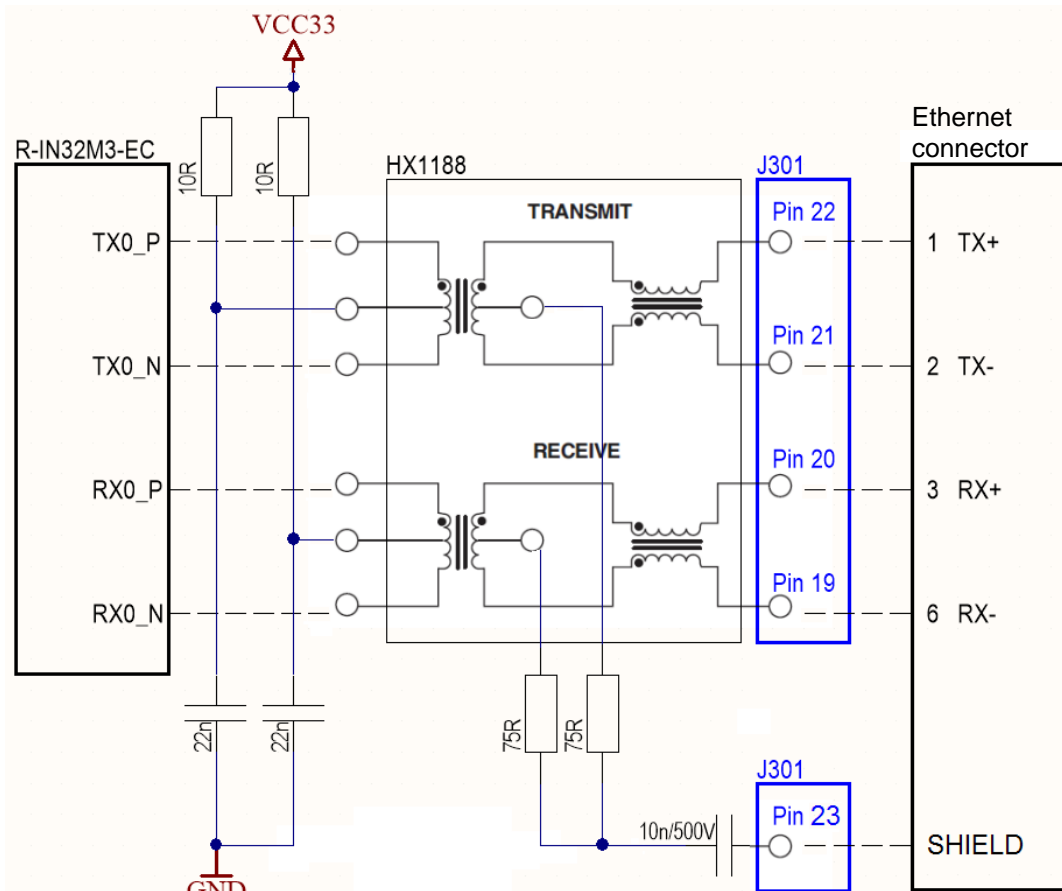 VCC33
Ethernet
connector
R-IN32M3-EC
10R
10R
HX1188
J301
TRANSMIT
Pin 22
TX0_P
1 TX+
Pin 21
TX0_N
2 TX-
RECEIVE
Pin 20
RX0_P
3 RX+
Pin 19
RX0_N
6 RX-
22n
22n
75R
75R
J301
10n/500V
Pin 23
SHIELD
GND